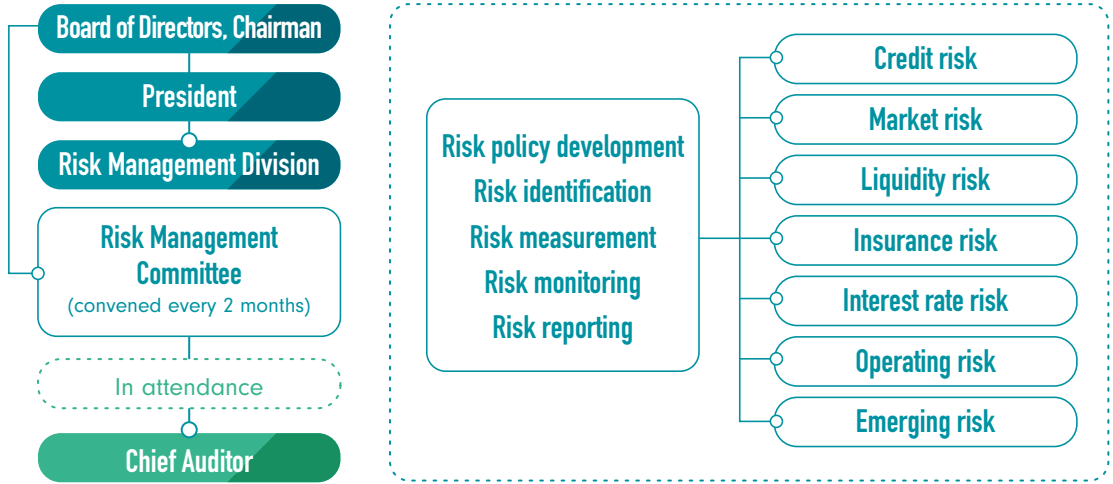 Board of Directors, Chairman
President
Risk Management Division
Risk Management
Committee
(convened every 2 months)
In attendance
Chief Auditor
Risk policy development
Risk identification
Risk measurement
Risk monitoring
Risk reporting
Credit risk
Market risk
Liquidity risk
Insurance risk
Interest rate risk
Operating risk
Emerging risk